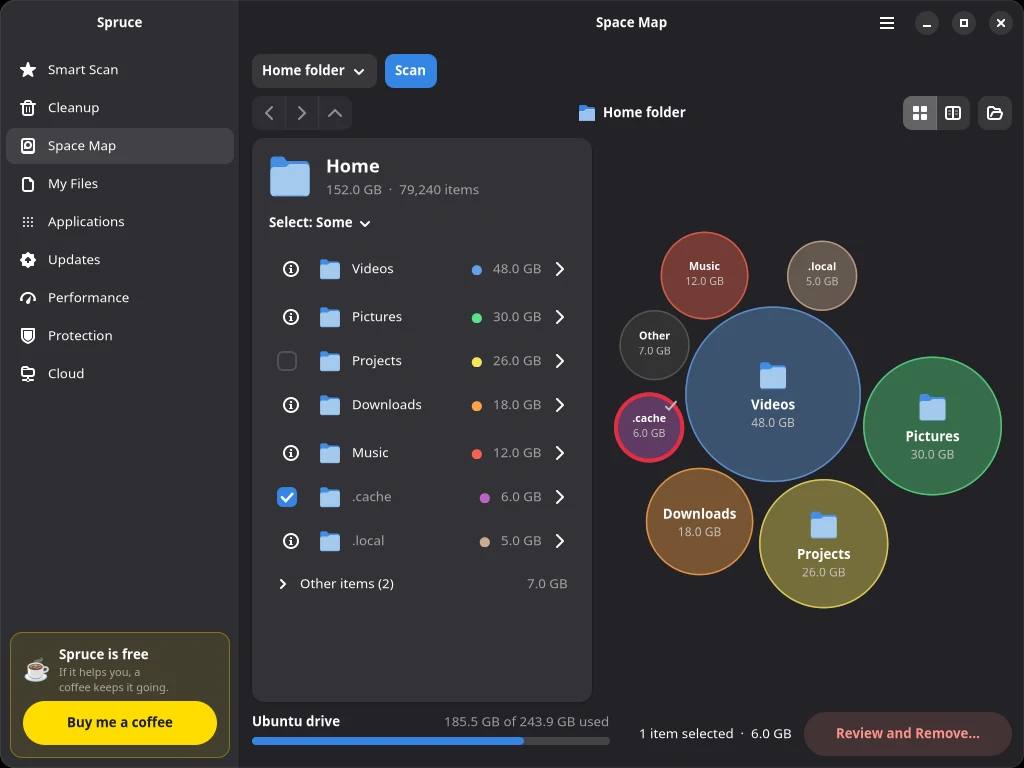 Spruce
Space Map
Smart Scan
Cleanup
Space Map
My Files
Applications
Updates
Performance
Protection
Cloud
Spruce is free
If it helps you, a
coffee keeps it going.
Buy me a coffee
Home folder
Scan
Home folder
Home
152.0 GB · 79,240 items
Select: Some
Videos 48.0 GB
Pictures 30.0 GB
Projects 26.0 GB
Downloads 18.0 GB
Music 12.0 GB
.cache 6.0 GB
.local 5.0 GB
Other items (2) 7.0 GB
Music
12.0 GB
.local
5.0 GB
Other
7.0 GB
Videos
48.0 GB
.cache
6.0 GB
Pictures
30.0 GB
Downloads
18.0 GB
Projects
26.0 GB
Ubuntu drive 185.5 GB of 243.9 GB used
1 item selected · 6.0 GB
Review and Remove...